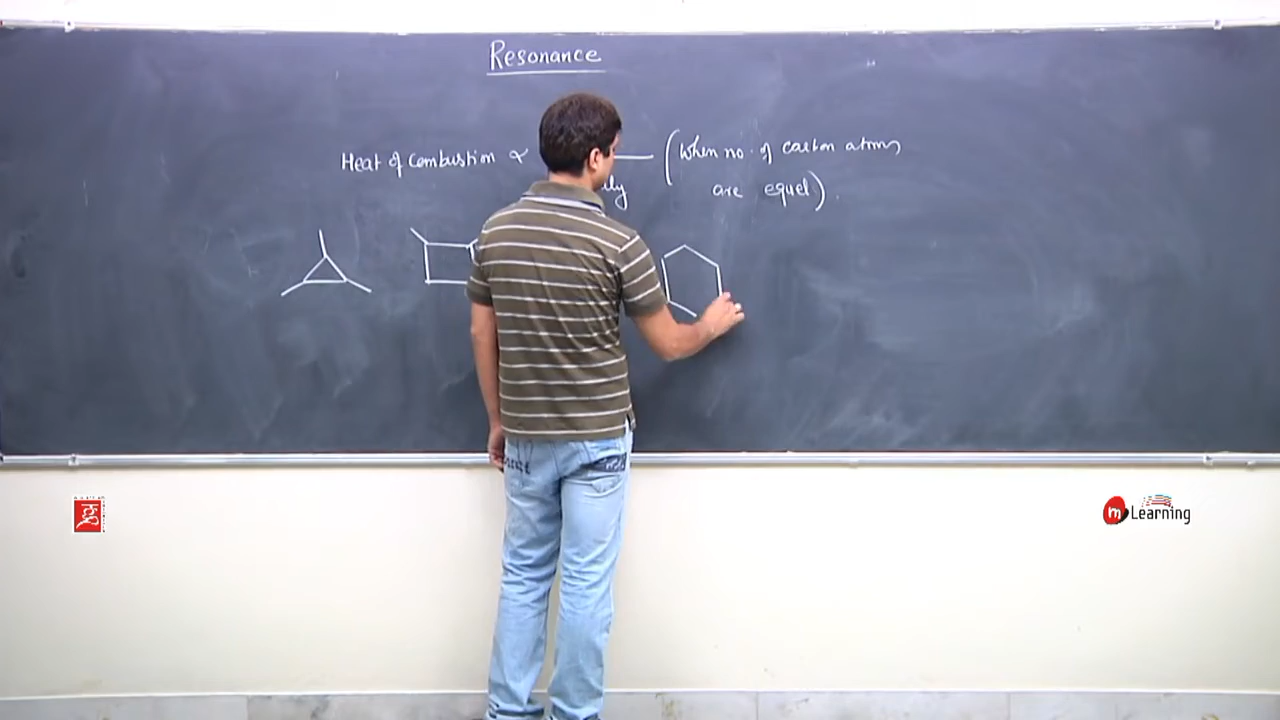 Resonance
Heat of Combustion ∝ (When no. of carbon atoms
are equal).
m Learning